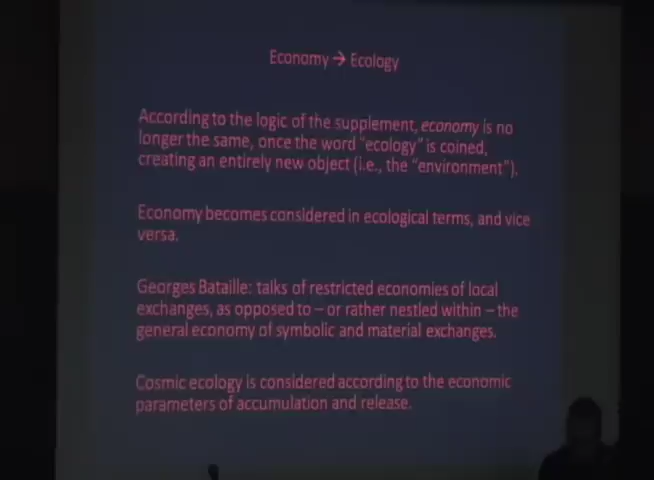 Economy → Ecology
According to the logic of the supplement, economy is no
longer the same, once the word "ecology" is coined,
creating an entirely new object (i.e., the "environment").
Economy becomes considered in ecological terms, and vice
versa.
Georges Bataille: talks of restricted economies of local
exchanges, as opposed to – or rather nestled within – the
general economy of symbolic and material exchanges.
Cosmic ecology is considered according to the economic
parameters of accumulation and release.